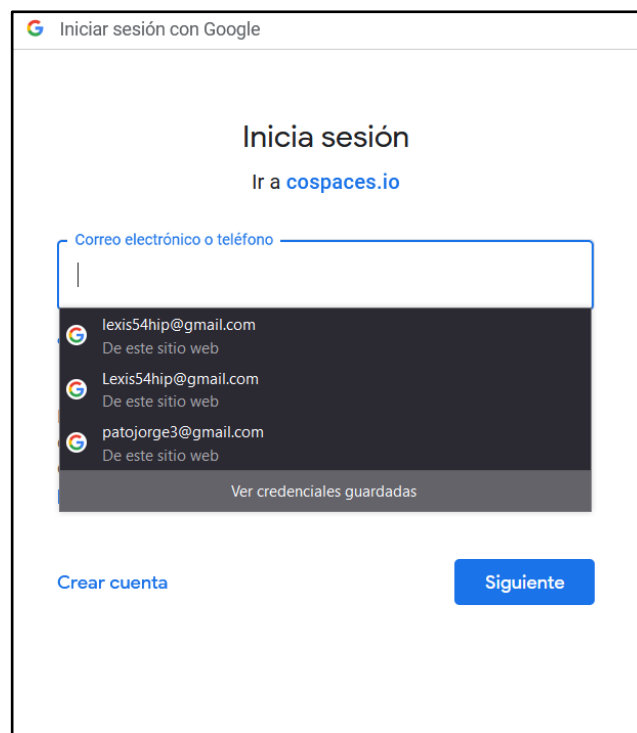 Iniciar sesión con Google
Inicia sesión
Ir a cospaces.io
Correo electrónico o teléfono
lexis54hip@gmail.com
De este sitio web
Lexis54hip@gmail.com
De este sitio web
patojorge3@gmail.com
De este sitio web
Ver credenciales guardadas
Crear cuenta
Siguiente